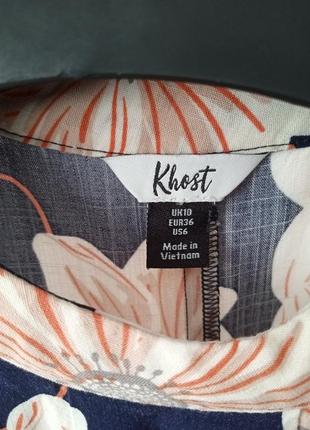 Khost
UK10
EUR36
US6
Made in
Vietnam